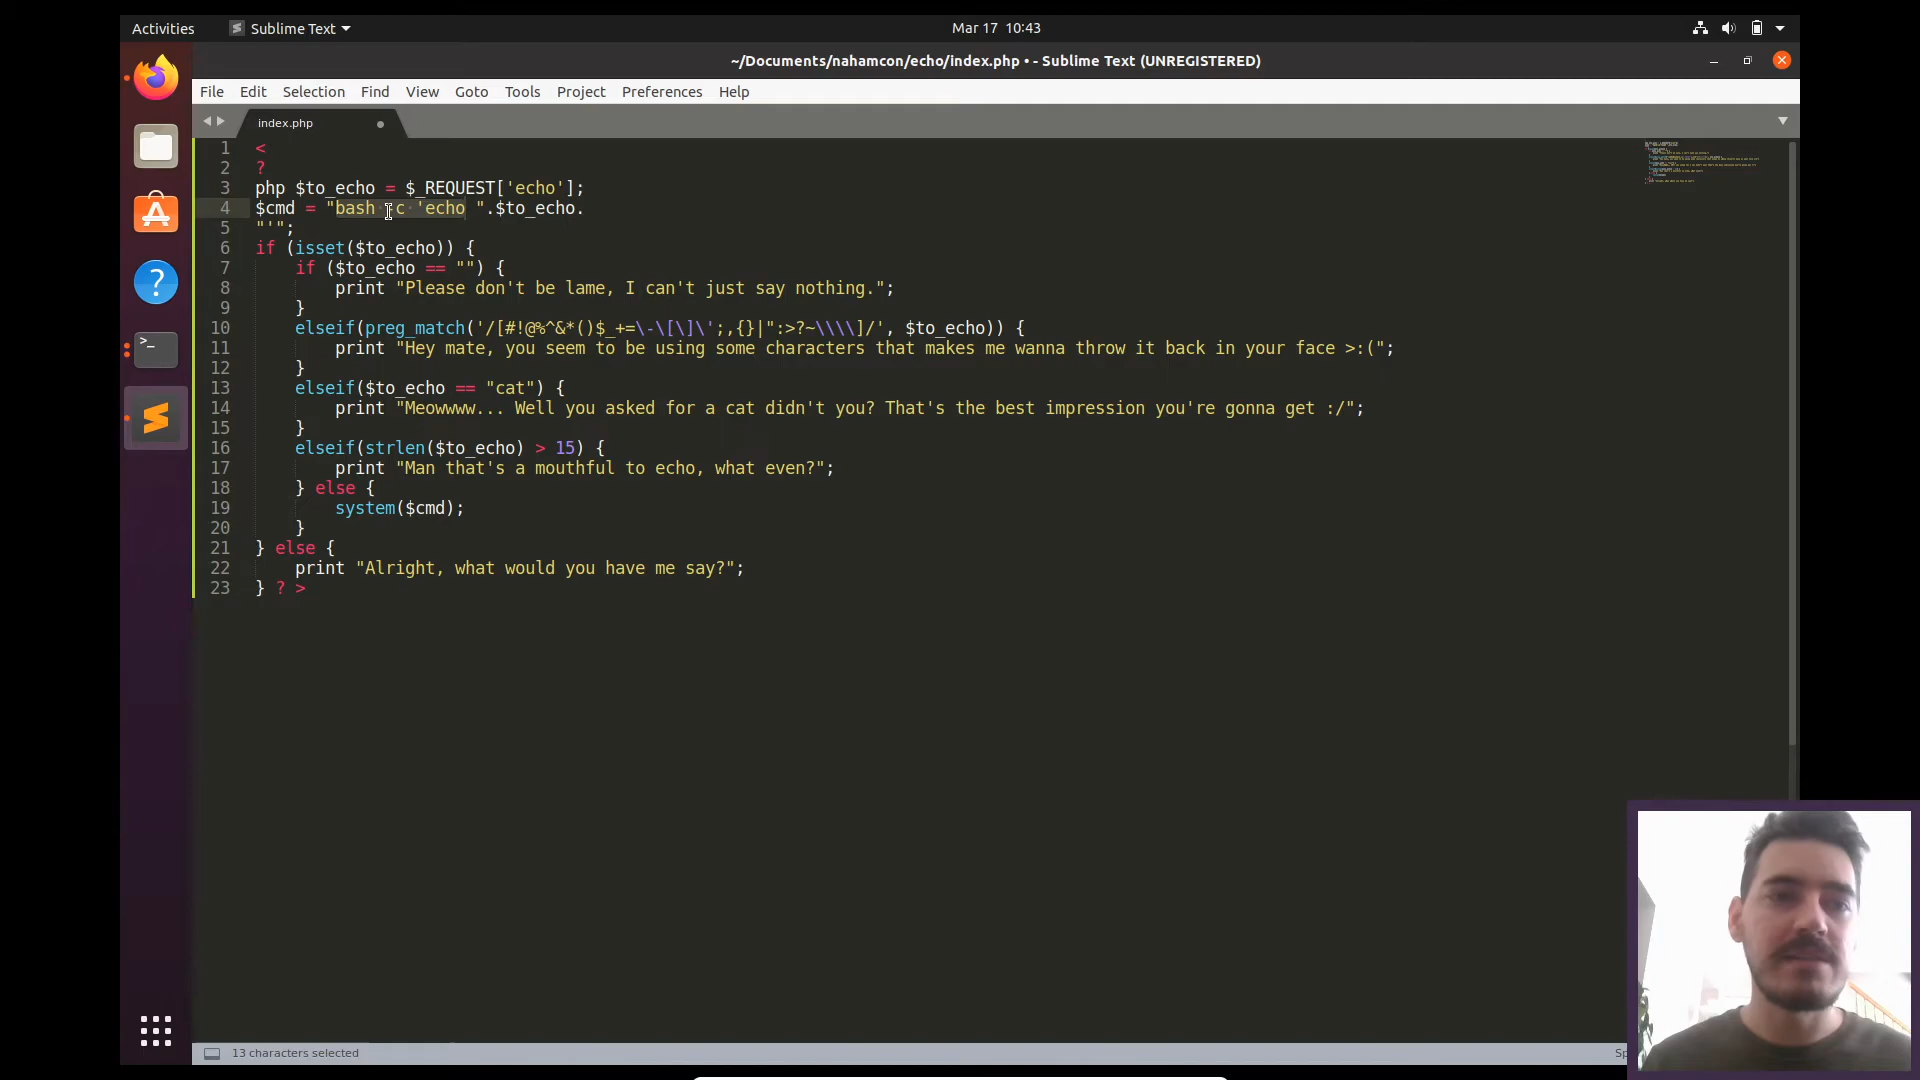 Activities Sublime Text Mar 17 10:43
~/Documents/nahamcon/echo/index.php • - Sublime Text (UNREGISTERED)
File Edit Selection Find View Goto Tools Project Preferences Help
index.php
1 <
2 ?
3 php $to_echo = $_REQUEST['echo'];
4 $cmd = "bash -c 'echo ".$to_echo.
5 "'";
6 if (isset($to_echo)) {
7 if ($to_echo == "") {
8 print "Please don't be lame, I can't just say nothing.";
9 }
10 elseif(preg_match('/[#!@%^&*()$_+=\-\[\]\';,{}|":>?~\\\\]/', $to_echo)) {
11 print "Hey mate, you seem to be using some characters that makes me wanna throw it back in your face >:(";
12 }
13 elseif($to_echo == "cat") {
14 print "Meowwww... Well you asked for a cat didn't you? That's the best impression you're gonna get :/";
15 }
16 elseif(strlen($to_echo) > 15) {
17 print "Man that's a mouthful to echo, what even?";
18 } else {
19 system($cmd);
20 }
21 } else {
22 print "Alright, what would you have me say?";
23 } ? >
13 characters selected